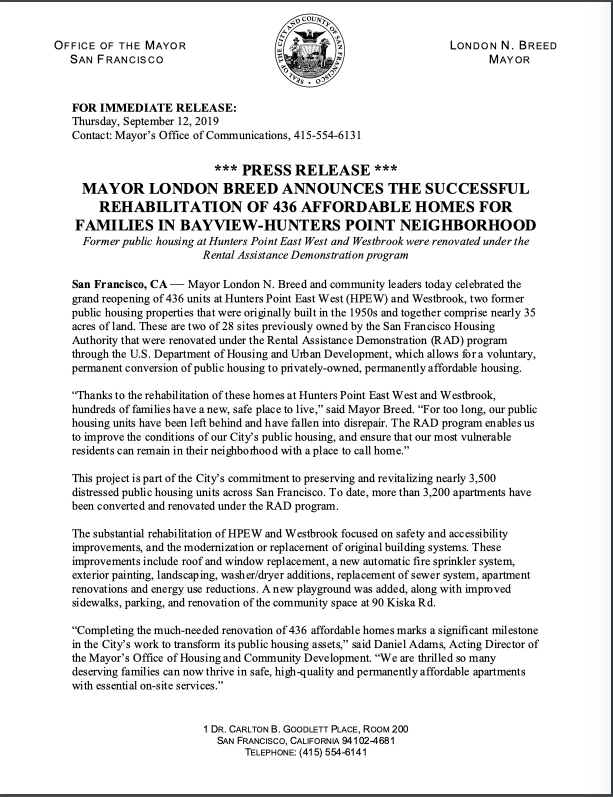 OFFICE OF THE MAYOR
SAN FRANCISCO
SEAL OF THE CITY AND COUNTY OF SAN FRANCISCO
LONDON N. BREED
MAYOR
FOR IMMEDIATE RELEASE:
Thursday, September 12, 2019
Contact: Mayor's Office of Communications, 415-554-6131
*** PRESS RELEASE ***
MAYOR LONDON BREED ANNOUNCES THE SUCCESSFUL
REHABILITATION OF 436 AFFORDABLE HOMES FOR
FAMILIES IN BAYVIEW-HUNTERS POINT NEIGHBORHOOD
Former public housing at Hunters Point East West and Westbrook were renovated under the
Rental Assistance Demonstration program
San Francisco, CA — Mayor London N. Breed and community leaders today celebrated the
grand reopening of 436 units at Hunters Point East West (HPEW) and Westbrook, two former
public housing properties that were originally built in the 1950s and together comprise nearly 35
acres of land. These are two of 28 sites previously owned by the San Francisco Housing
Authority that were renovated under the Rental Assistance Demonstration (RAD) program
through the U.S. Department of Housing and Urban Development, which allows for a voluntary,
permanent conversion of public housing to privately-owned, permanently affordable housing.
“Thanks to the rehabilitation of these homes at Hunters Point East West and Westbrook,
hundreds of families have a new, safe place to live,” said Mayor Breed. “For too long, our public
housing units have been left behind and have fallen into disrepair. The RAD program enables us
to improve the conditions of our City's public housing, and ensure that our most vulnerable
residents can remain in their neighborhood with a place to call home.”
This project is part of the City's commitment to preserving and revitalizing nearly 3,500
distressed public housing units across San Francisco. To date, more than 3,200 apartments have
been converted and renovated under the RAD program.
The substantial rehabilitation of HPEW and Westbrook focused on safety and accessibility
improvements, and the modernization or replacement of original building systems. These
improvements include roof and window replacement, a new automatic fire sprinkler system,
exterior painting, landscaping, washer/dryer additions, replacement of sewer system, apartment
renovations and energy use reductions. A new playground was added, along with improved
sidewalks, parking, and renovation of the community space at 90 Kiska Rd.
“Completing the much-needed renovation of 436 affordable homes marks a significant milestone
in the City's work to transform its public housing assets,” said Daniel Adams, Acting Director of
the Mayor's Office of Housing and Community Development. “We are thrilled so many
deserving families can now thrive in safe, high-quality and permanently affordable apartments
with essential on-site services.”
1 DR. CARLTON B. GOODLETT PLACE, ROOM 200
SAN FRANCISCO, CALIFORNIA 94102-4681
TELEPHONE: (415) 554-6141